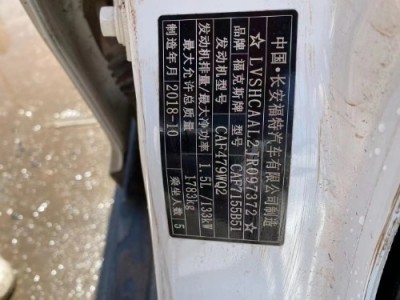 中国·长安福特汽车有限公司制造
☆LVSHCAAL2JR097372☆
品牌 福克斯牌 型号 CAF7155B51
发动机型号 CAF479WQ2
发动机排量/最大净功率 1.5L/133kW
最大允许总质量 1783kg
制造年月 2018-10 乘坐人数 5